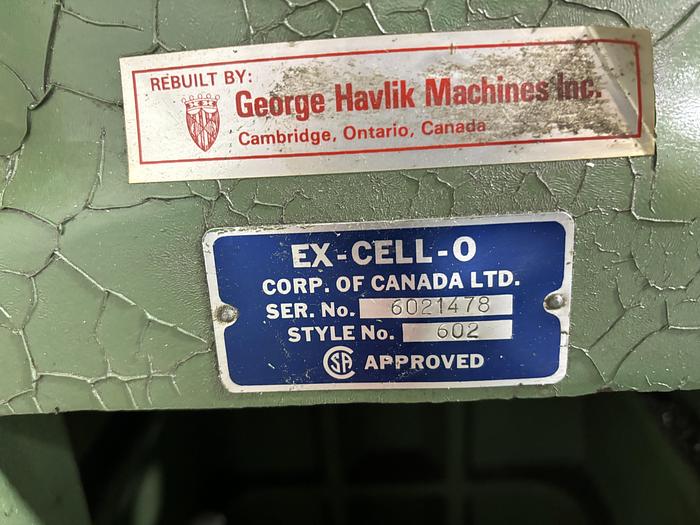 REBUILT BY:
George Havlik Machines Inc.
Cambridge, Ontario, Canada
EX-CELL-O
CORP. OF CANADA LTD.
SER. No. 6021478
STYLE No. 602
CSA APPROVED